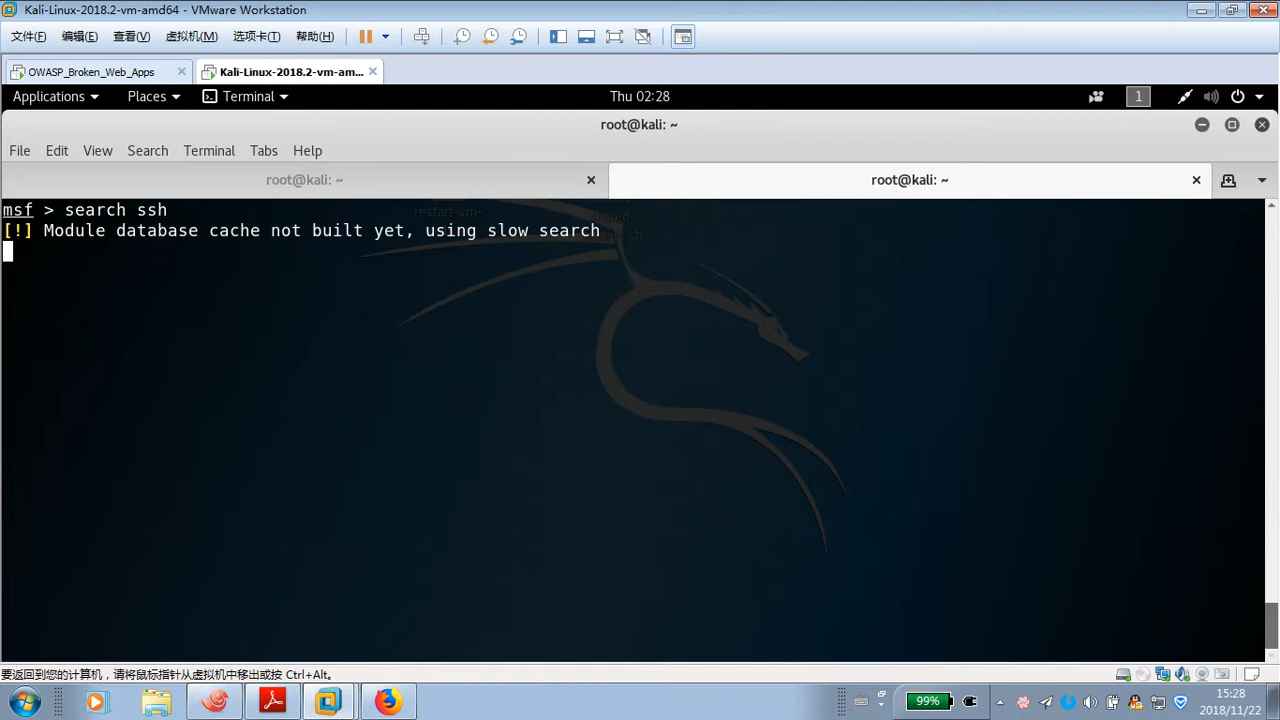 Kali-Linux-2018.2-vm-amd64 - VMware Workstation
文件(F) 编辑(E) 查看(V) 虚拟机(M) 选项卡(T) 帮助(H)
OWASP_Broken_Web_Apps Kali-Linux-2018.2-vm-am...
Applications Places Terminal Thu 02:28 1
root@kali: ~
File Edit View Search Terminal Tabs Help
root@kali: ~ root@kali: ~
msf > search ssh
restart-vm-
[!] Module database cache not built yet, using slow search
要返回到您的计算机，请将鼠标指针从虚拟机中移出或按 Ctrl+Alt。
99%
15:28
2018/11/22